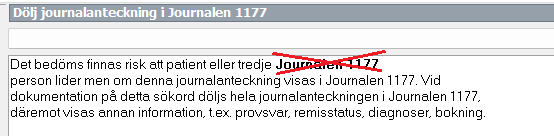 Dölj journalanteckning i Journalen 1177
Det bedöms finnas risk att patient eller tredje Journalen 1177
person lider men om denna journalanteckning visas i Journalen 1177. Vid
dokumentation på detta sökord döljs hela journalanteckningen i Journalen 1177,
däremot visas annan information, t.ex. provsvar, remisstatus, diagnoser, bokning.